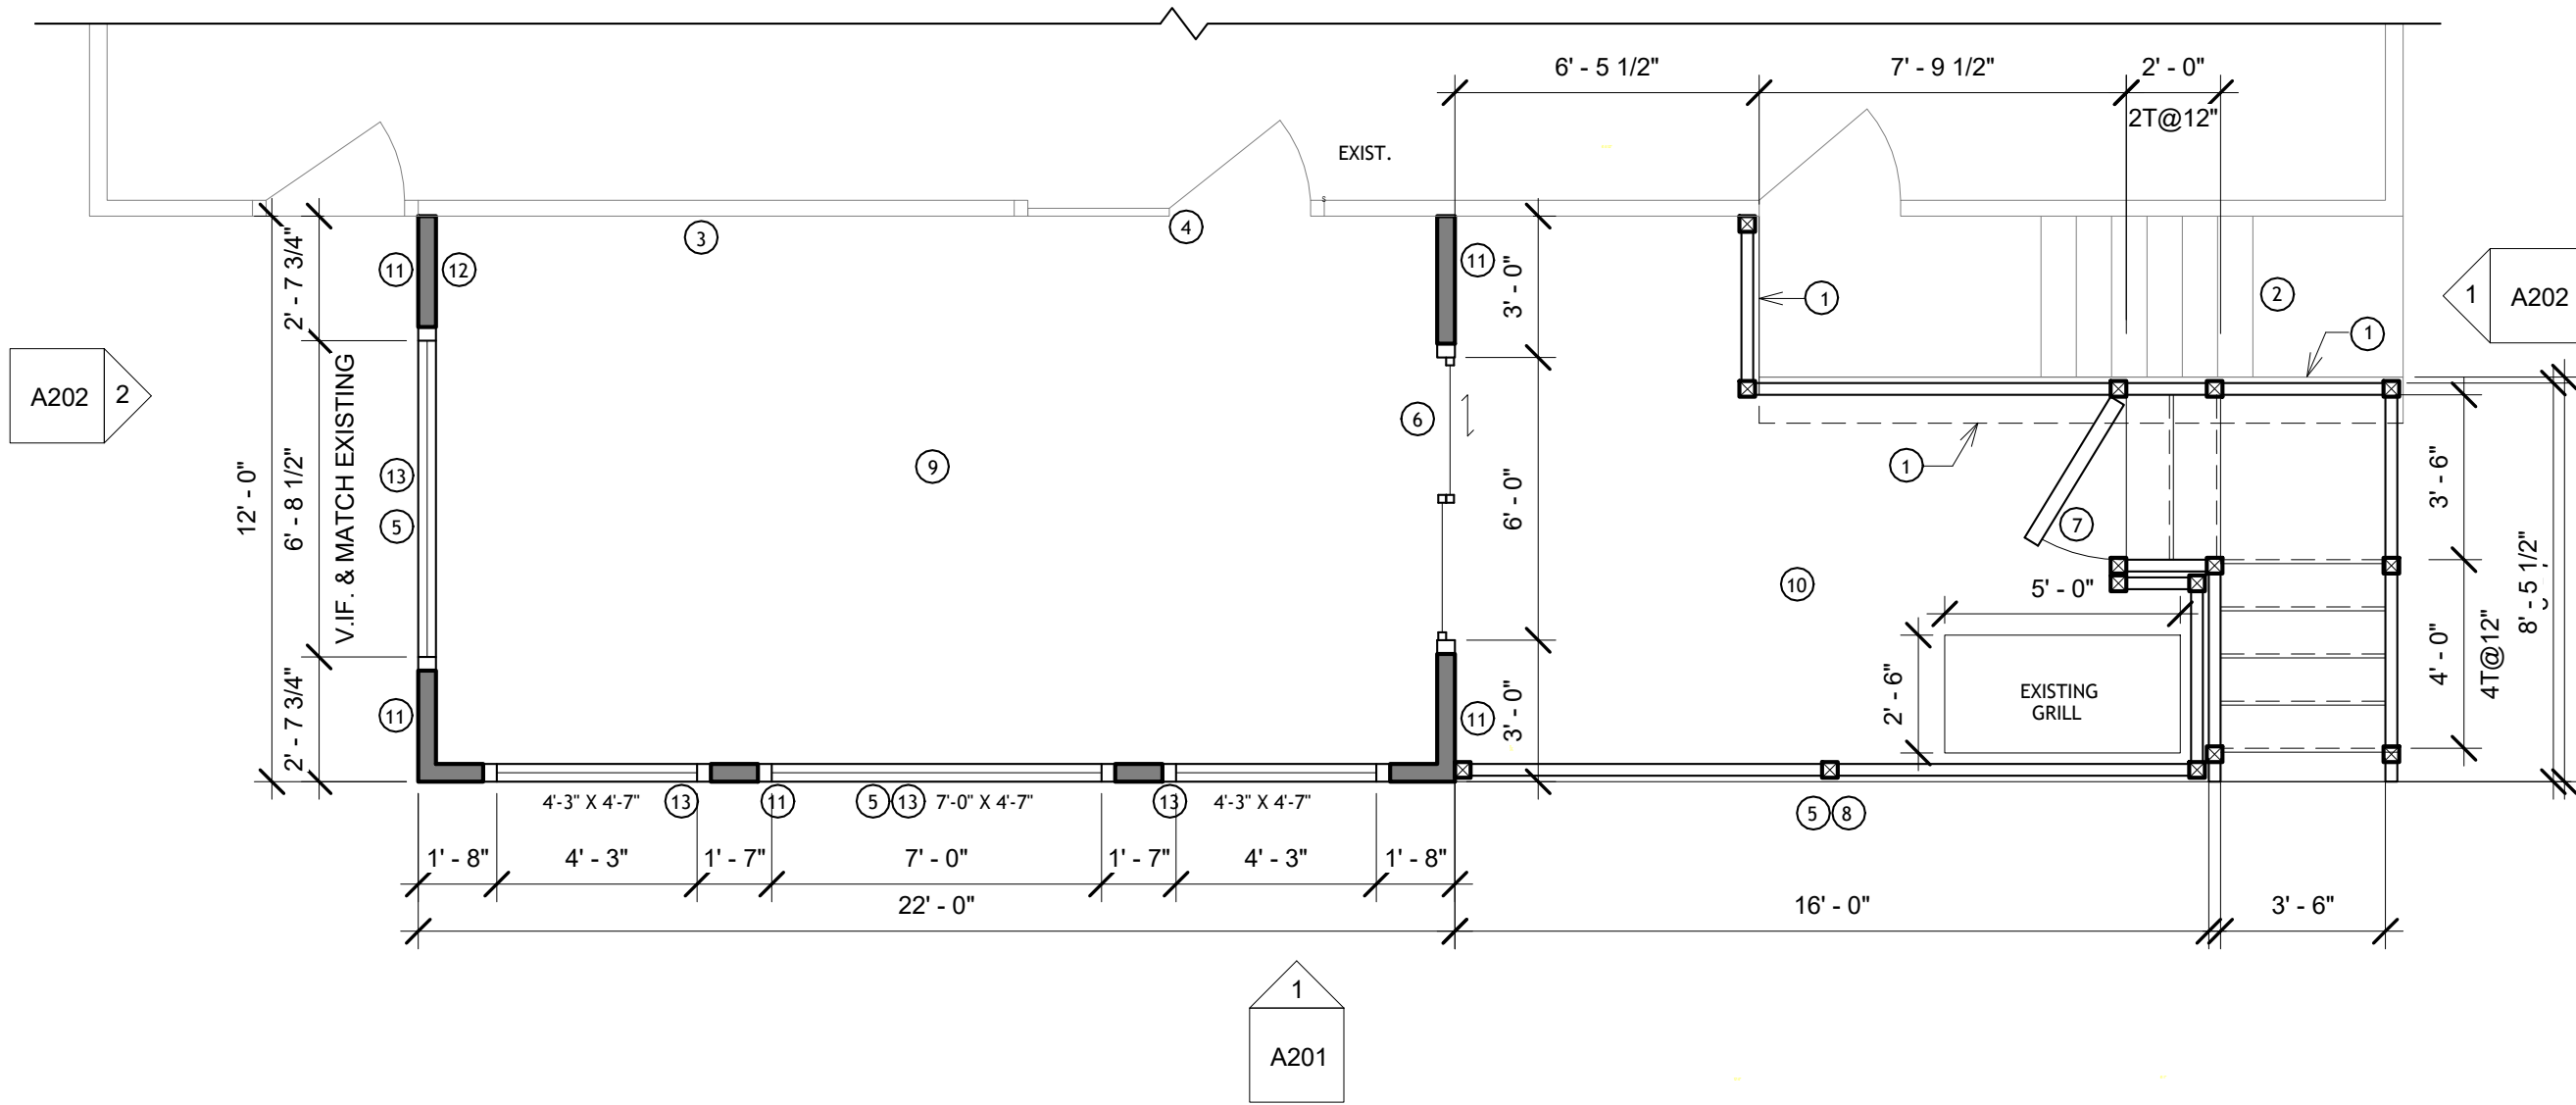 6' - 5 1/2" 7' - 9 1/2" 2' - 0"
2T@12"
EXIST.
3 4
11 12 11
2' - 7 3/4"
3' - 0"
1 2 1
1 A202
A202 2
V.I.F. & MATCH EXISTING
12' - 0"
6' - 8 1/2"
13
5
6
9
6' - 0"
1
7
10
3' - 6"
8' - 5 1/2"
5' - 0"
2' - 6"
EXISTING
GRILL
4' - 0"
4T@12"
2' - 7 3/4"
11
11
3' - 0"
4'-3" X 4'-7" 13 11 5 13 7'-0" X 4'-7" 13 4'-3" X 4'-7"
5 8
1' - 8" 4' - 3" 1' - 7" 7' - 0" 1' - 7" 4' - 3" 1' - 8"
22' - 0" 16' - 0" 3' - 6"
1
A201